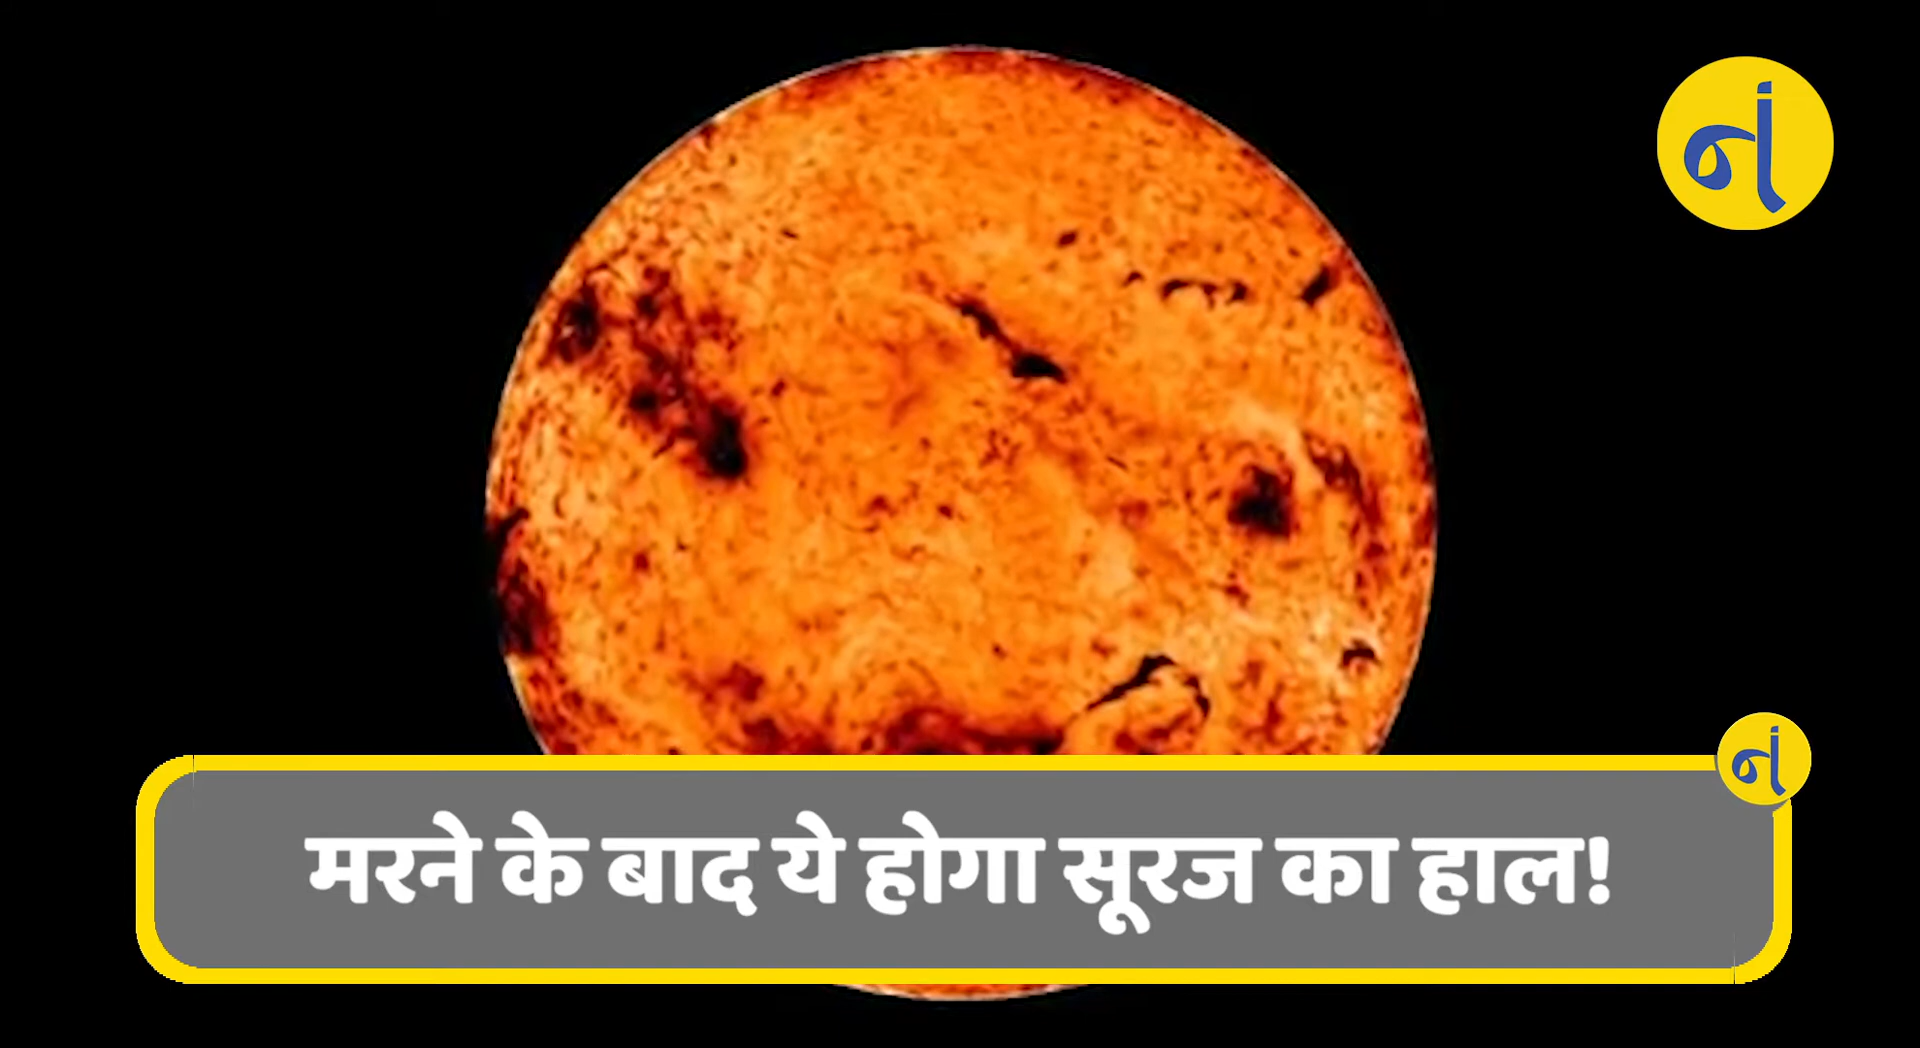 નં
નં
मरने के बाद ये होगा सूरज का हाल!